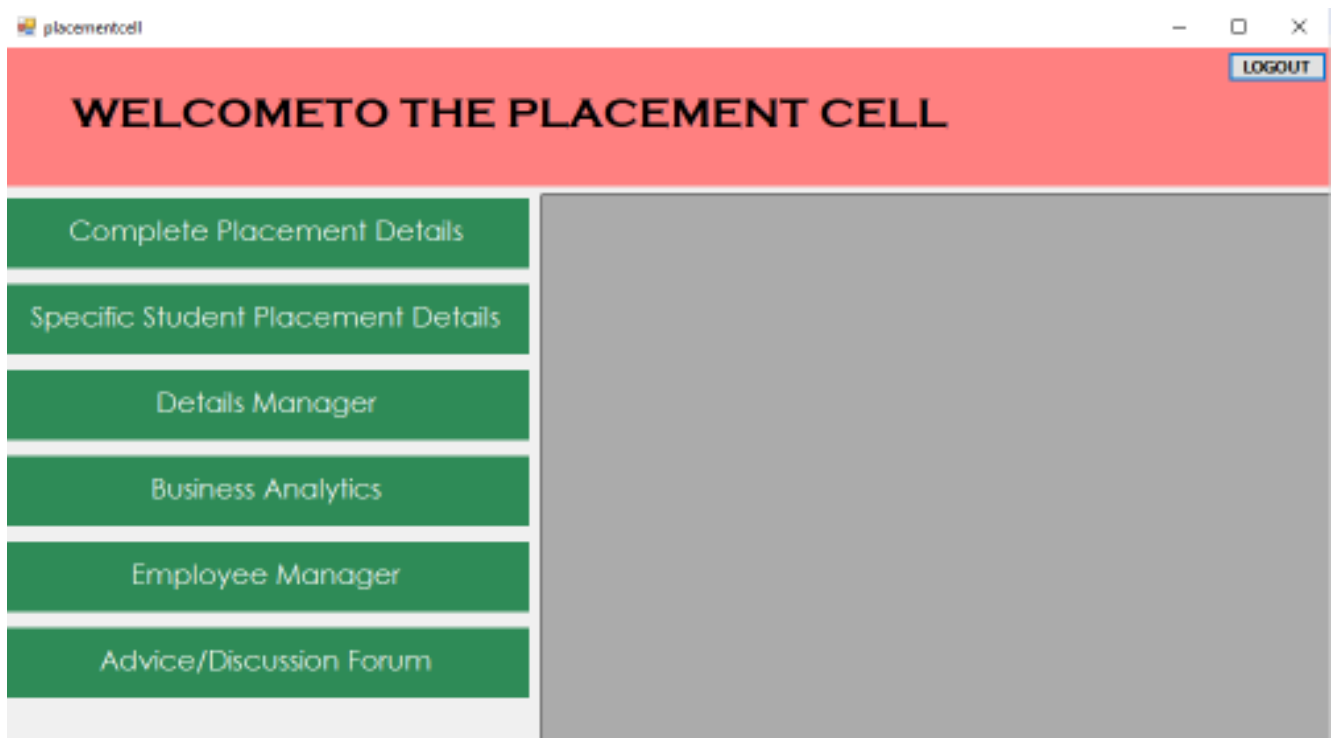 placementcell
LOGOUT
WELCOMETO THE PLACEMENT CELL
Complete Placement Details
Specific Student Placement Details
Details Manager
Business Analytics
Employee Manager
Advice/Discussion Forum